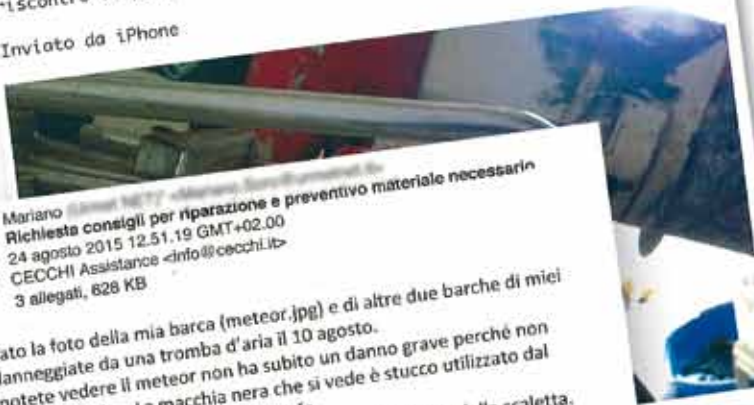 Inviato da iPhone
Mariano
Richiesta consigli per riparazione e preventivo materiale necessario
24 agosto 2015 12.51.19 GMT+02.00
CECCHI Assistance <info@cecchi.it>
3 allegati, 628 KB
ato la foto della mia barca (meteor.jpg) e di altre due barche di miei
anneggiate da una tromba d'aria il 10 agosto.
potete vedere il meteor non ha subito un danno grave perché non
macchia nera che si vede è stucco utilizzato dal
scaletta.